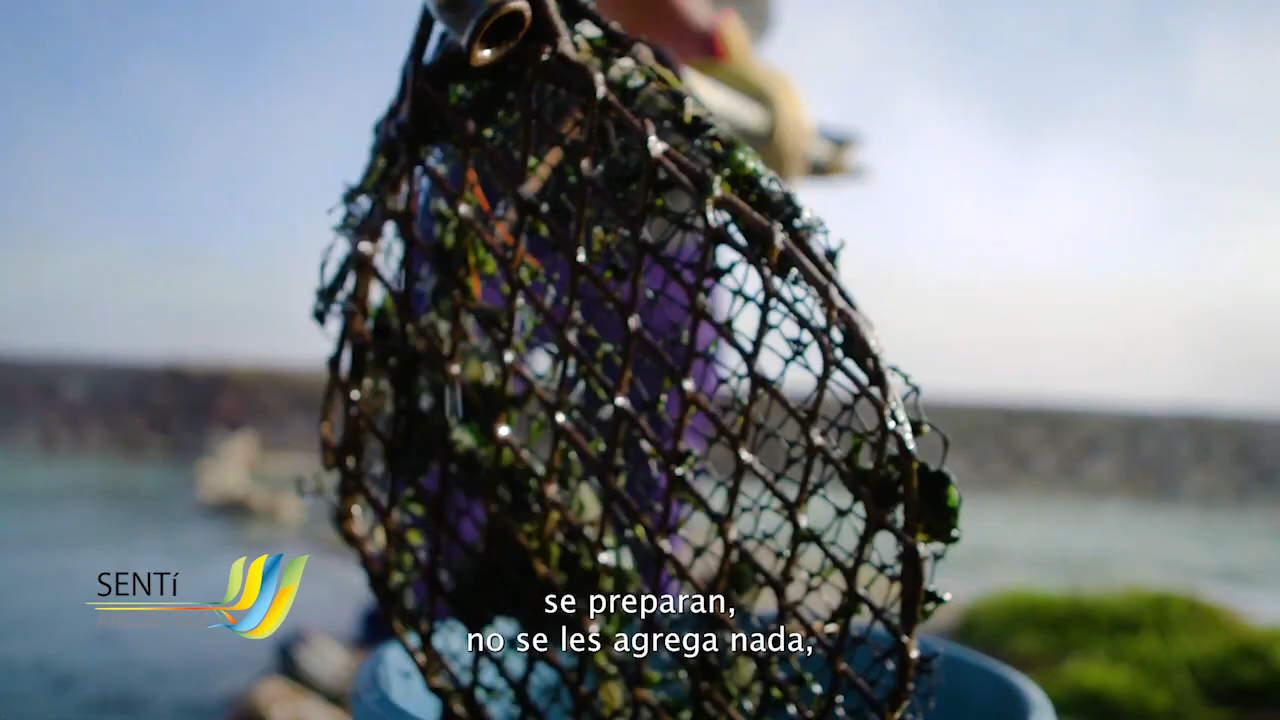 SENTí
se preparan,
no se les agrega nada,